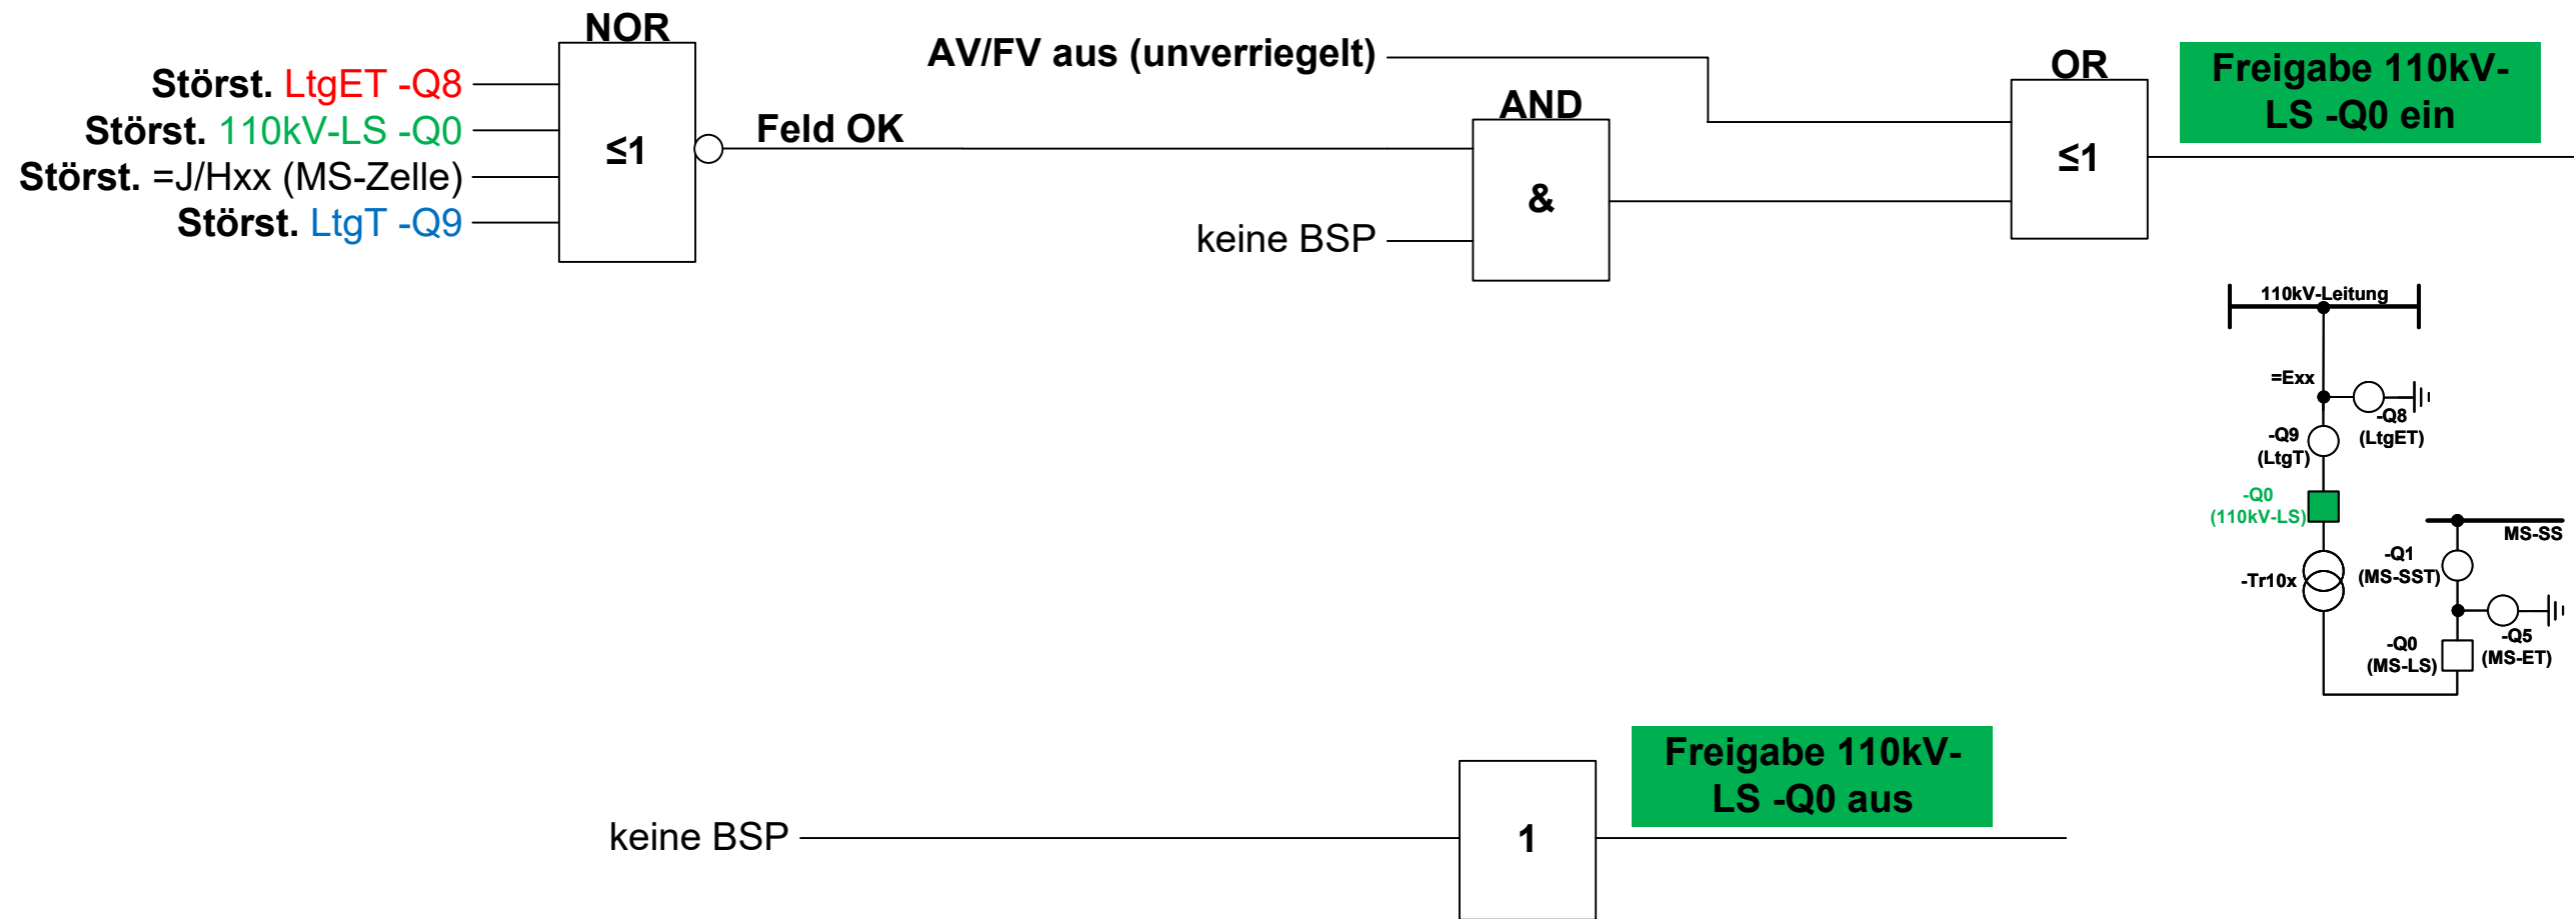 NOR
Störst. LtgET -Q8
Störst. 110kV-LS -Q0
Störst. =J/Hxx (MS-Zelle)
Störst. LtgT -Q9
≤1
Feld OK
AV/FV aus (unverriegelt)
AND
&
keine BSP
OR
≤1
Freigabe 110kV-
LS -Q0 ein
110kV-Leitung
=Exx
-Q8
(LtgET)
-Q9
(LtgT)
-Q0
(110kV-LS)
MS-SS
-Q1
(MS-SST)
-Tr10x
-Q5
(MS-ET)
-Q0
(MS-LS)
keine BSP
1
Freigabe 110kV-
LS -Q0 aus